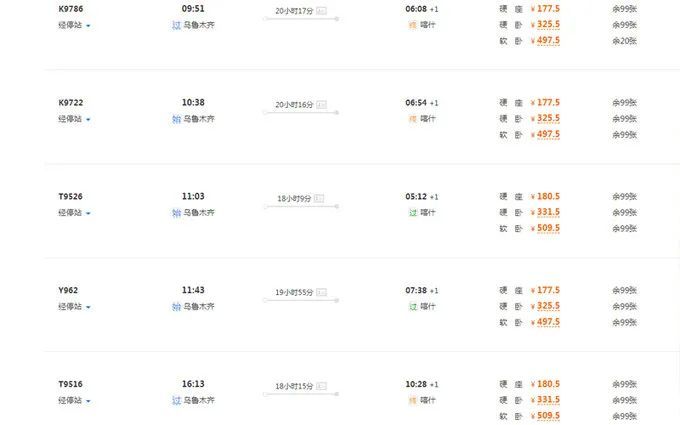 K9786 09:51 20小时17分 06:08 +1 硬 座 ¥ 177.5 余99张
经停站 过 乌鲁木齐 终 喀什 硬 卧 ¥ 325.5 余99张
软 卧 ¥ 497.5 余20张
K9722 10:38 20小时16分 06:54 +1 硬 座 ¥ 177.5 余99张
经停站 始 乌鲁木齐 终 喀什 硬 卧 ¥ 325.5 余99张
软 卧 ¥ 497.5 余99张
T9526 11:03 18小时9分 05:12 +1 硬 座 ¥ 180.5 余99张
经停站 始 乌鲁木齐 过 喀什 硬 卧 ¥ 331.5 余99张
软 卧 ¥ 509.5 余99张
Y962 11:43 19小时55分 07:38 +1 硬 座 ¥ 177.5 余99张
经停站 始 乌鲁木齐 过 喀什 硬 卧 ¥ 325.5 余99张
软 卧 ¥ 497.5 余99张
T9516 16:13 18小时15分 10:28 +1 硬 座 ¥ 180.5 余99张
经停站 过 乌鲁木齐 终 喀什 硬 卧 ¥ 331.5 余99张
软 卧 ¥ 509.5 余99张